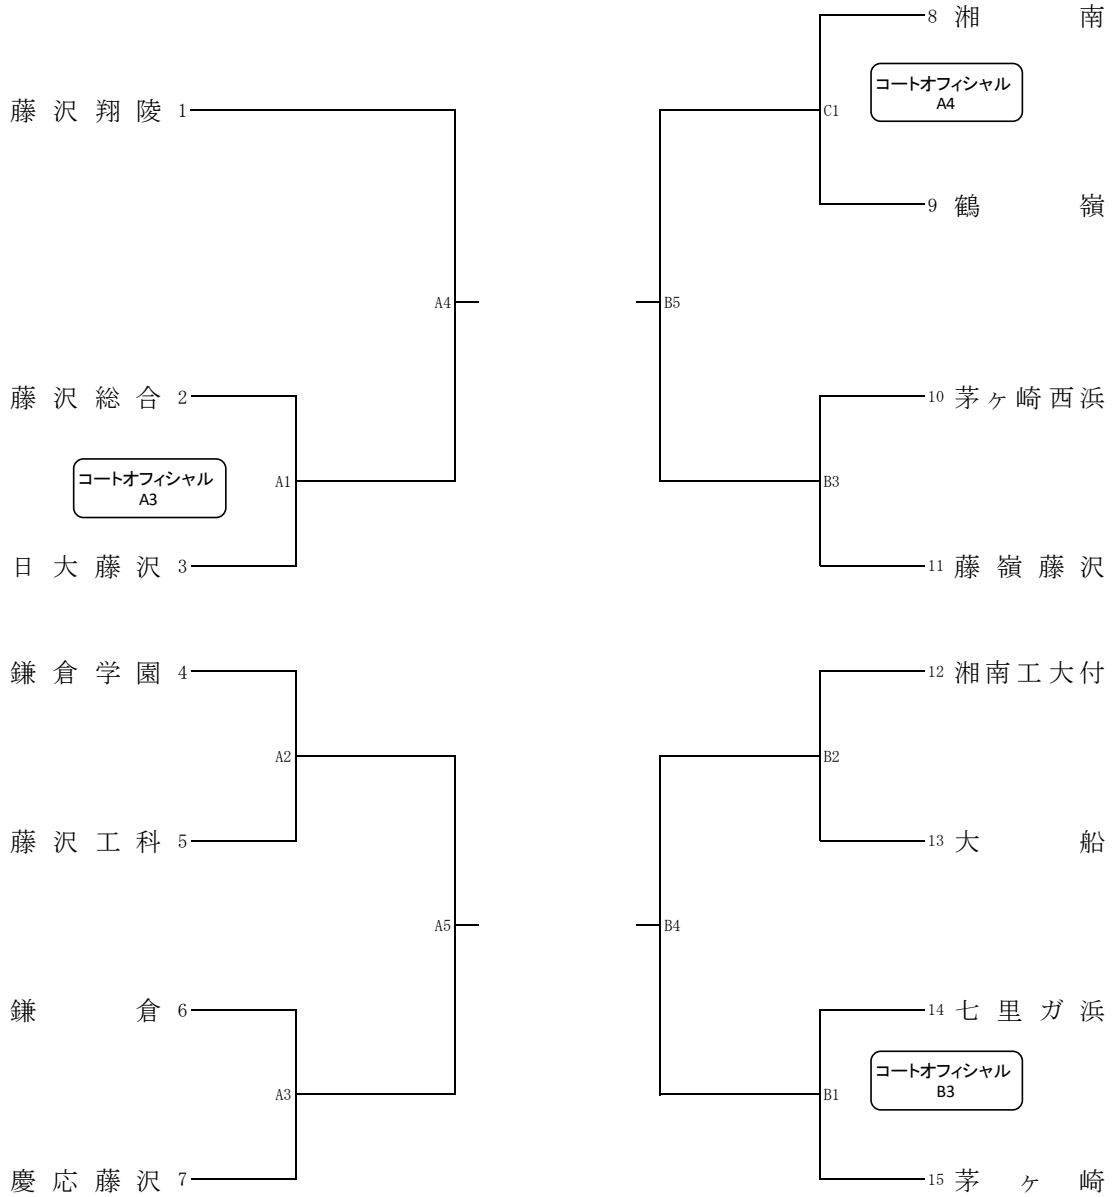 藤沢翔陵 1
A4
藤沢総合 2
コートオフィシャル
A3
A1
日大藤沢 3
鎌倉学園 4
A2
藤沢工科 5
A5
鎌倉 6
A3
慶応藤沢 7
8 湘南
コートオフィシャル
A4
C1
9 鶴嶺
B5
10 茅ヶ崎西浜
B3
11 藤嶺藤沢
12 湘南工大付
B2
13 大船
B4
14 七里ガ浜
コートオフィシャル
B3
B1
15 茅ヶ崎